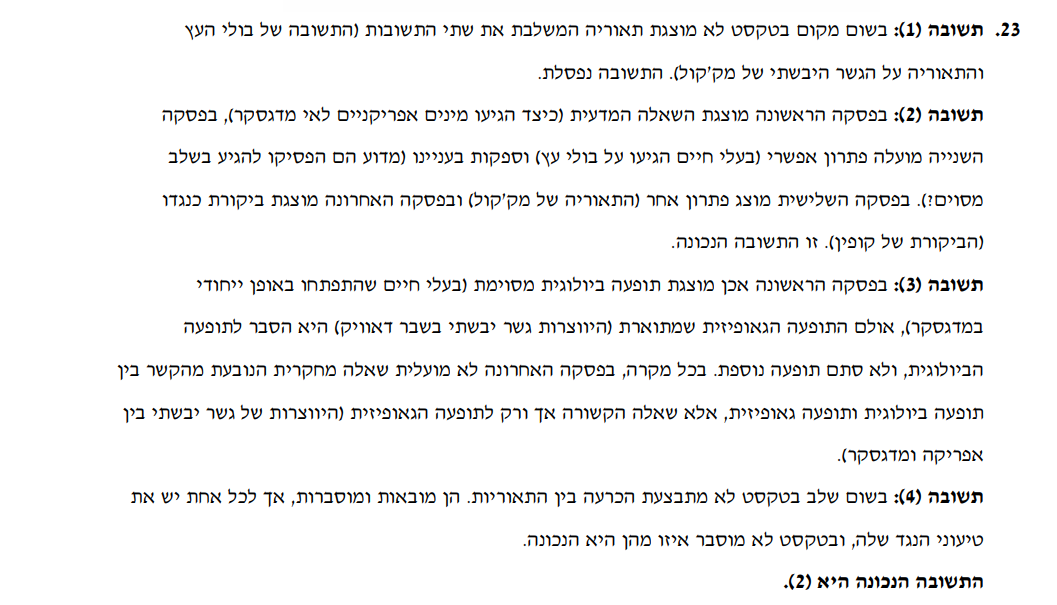 23. תשובה (1): בשום מקום בטקסט לא מוצגת תאוריה המשלבת את שתי התשובות (התשובה של בולי העץ
והתאוריה על הגשר היבשתי של מק'קול). התשובה נפסלת.
תשובה (2): בפסקה הראשונה מוצגת השאלה המדעית (כיצד הגיעו מינים אפריקניים לאי מדגסקר), בפסקה
השנייה מועלה פתרון אפשרי (בעלי חיים הגיעו על בולי עץ) וספקות בעניינו (מדוע הם הפסיקו להגיע בשלב
מסוים?). בפסקה השלישית מוצג פתרון אחר (התאוריה של מק'קול) ובפסקה האחרונה מוצגת ביקורת כנגדו
(הביקורת של קופין). זו התשובה הנכונה.
תשובה (3): בפסקה הראשונה אכן מוצגת תופעה ביולוגית מסוימת (בעלי חיים שהתפתחו באופן ייחודי
במדגסקר), אולם התופעה הגאופיזית שמתוארת (היווצרות גשר יבשתי בשבר דאוויק) היא הסבר לתופעה
הביולוגית, ולא סתם תופעה נוספת. בכל מקרה, בפסקה האחרונה לא מועלית שאלה מחקרית הנובעת מהקשר בין
תופעה ביולוגית ותופעה גאופיזית, אלא שאלה הקשורה אך ורק לתופעה הגאופיזית (היווצרות של גשר יבשתי בין
אפריקה ומדגסקר).
תשובה (4): בשום שלב בטקסט לא מתבצעת הכרעה בין התאוריות. הן מובאות ומוסברות, אך לכל אחת יש את
טיעוני הנגד שלה, ובטקסט לא מוסבר איזו מהן היא הנכונה.
התשובה הנכונה היא (2).